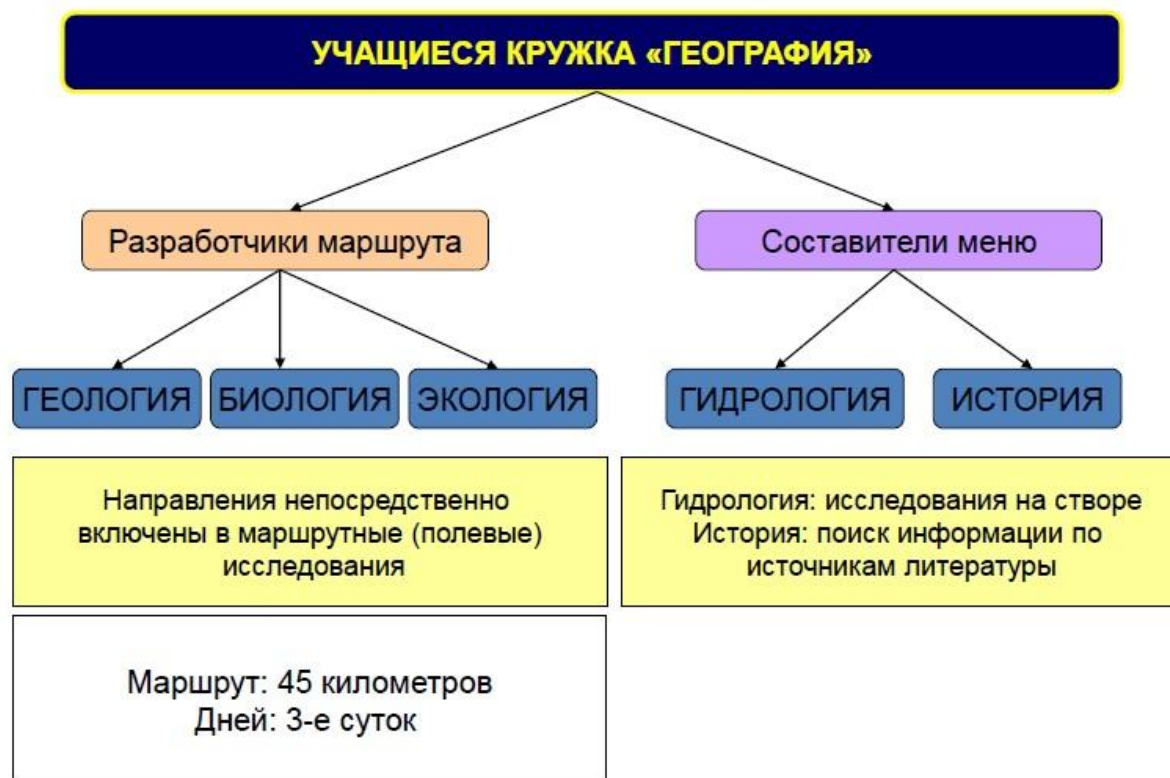 УЧАЩИЕСЯ КРУЖКА «ГЕОГРАФИЯ»
Разработчики маршрута
Составители меню
ГЕОЛОГИЯ
БИОЛОГИЯ
ЭКОЛОГИЯ
ГИДРОЛОГИЯ
ИСТОРИЯ
Направления непосредственно
включены в маршрутные (полевые)
исследования
Гидрология: исследования на створе
История: поиск информации по
источникам литературы
Маршрут: 45 километров
Дней: 3-е суток